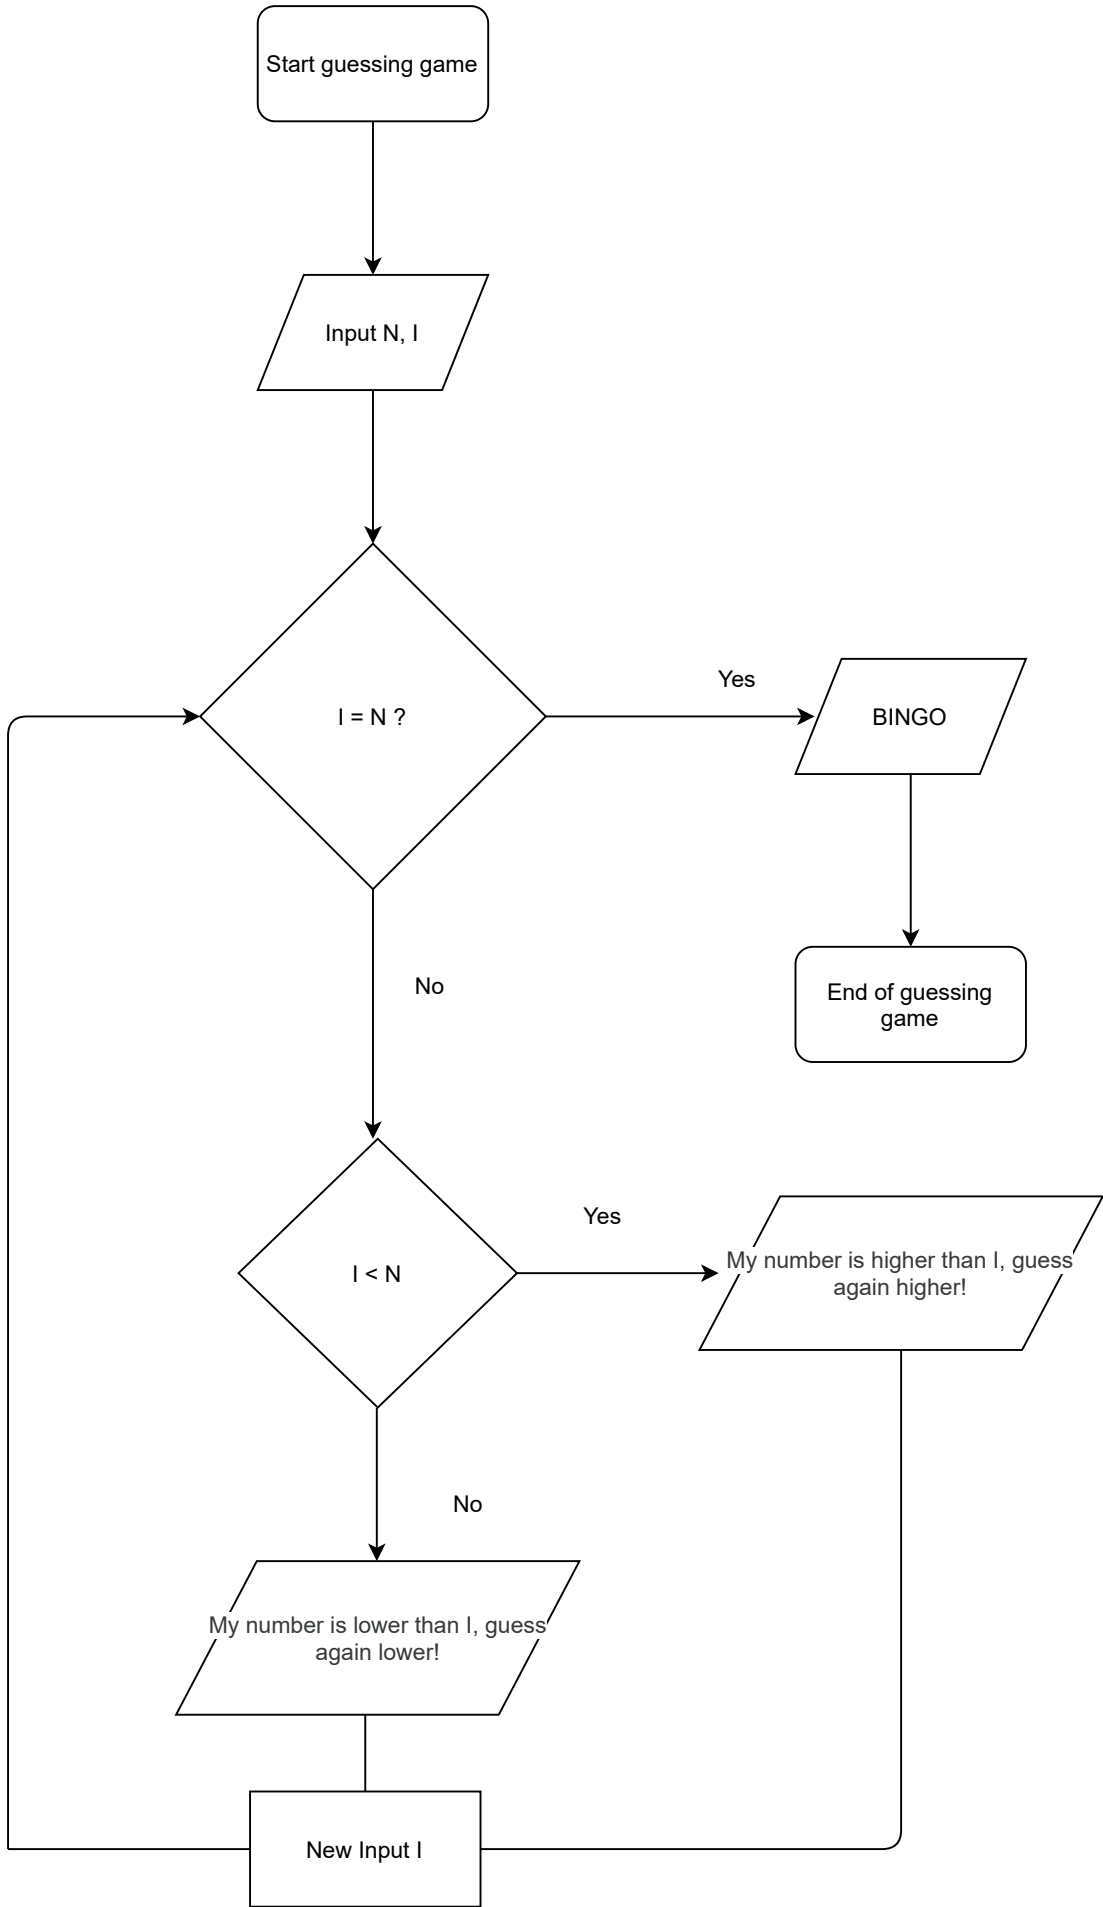 Start guessing game
Input N, I
I = N ?
Yes
BINGO
No
End of guessing
game
I < N
Yes
My number is higher than I, guess
again higher!
No
My number is lower than I, guess
again lower!
New Input I